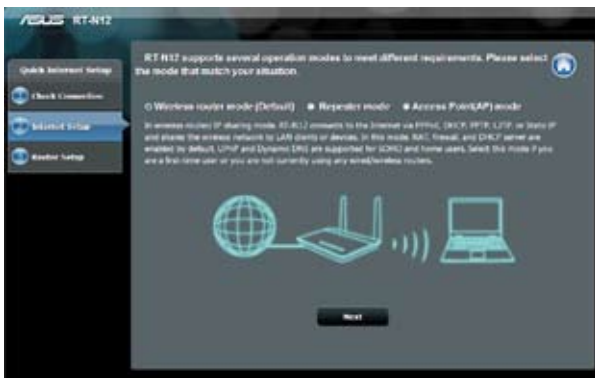 ASUS RT-N12
Quick Internet Setup
Check Connection
Internet Setup
Router Setup
RT-N12 supports several operation modes to meet different requirements. Please select
the mode that match your situation.
Wireless router mode (Default) Repeater mode Access Point(AP) mode
In wireless router/ IP sharing mode, RT-N12 connects to the Internet via PPPoE, DHCP, PPTP, L2TP, or Static IP
and shares the wireless network to LAN clients or devices. In this mode, NAT, firewall, and DHCP server are
enabled by default. UPnP and Dynamic DNS are supported for SOHO and home users. Select this mode if you
are a first-time user or you are not currently using any wired/wireless routers.
Next